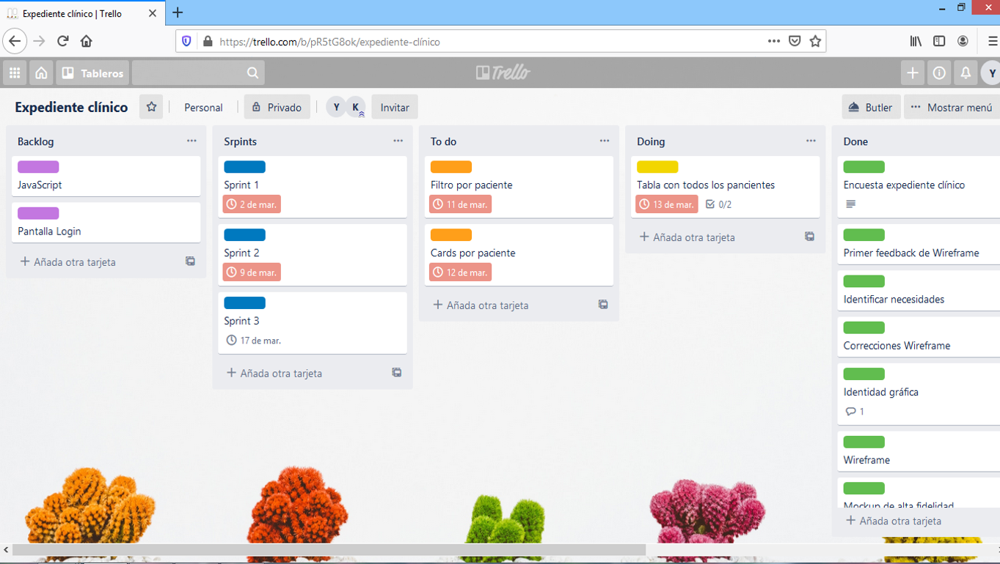 Expediente clínico | Trello
https://trello.com/b/pR5tG8ok/expediente-clínico
Tableros
Trello
Y
Expediente clínico
Personal
Privado
Y
K
Invitar
Butler
Mostrar menú
Backlog
JavaScript
Pantalla Login
Añada otra tarjeta
Srpints
Sprint 1
2 de mar.
Sprint 2
9 de mar.
Sprint 3
17 de mar.
Añada otra tarjeta
To do
Filtro por paciente
11 de mar.
Cards por paciente
12 de mar.
Añada otra tarjeta
Doing
Tabla con todos los pancientes
13 de mar.
0/2
Añada otra tarjeta
Done
Encuesta expediente clínico
Primer feedback de Wireframe
Identificar necesidades
Correcciones Wireframe
Identidad gráfica
1
Wireframe
Mockup de alta fidelidad
Añada otra tarjeta